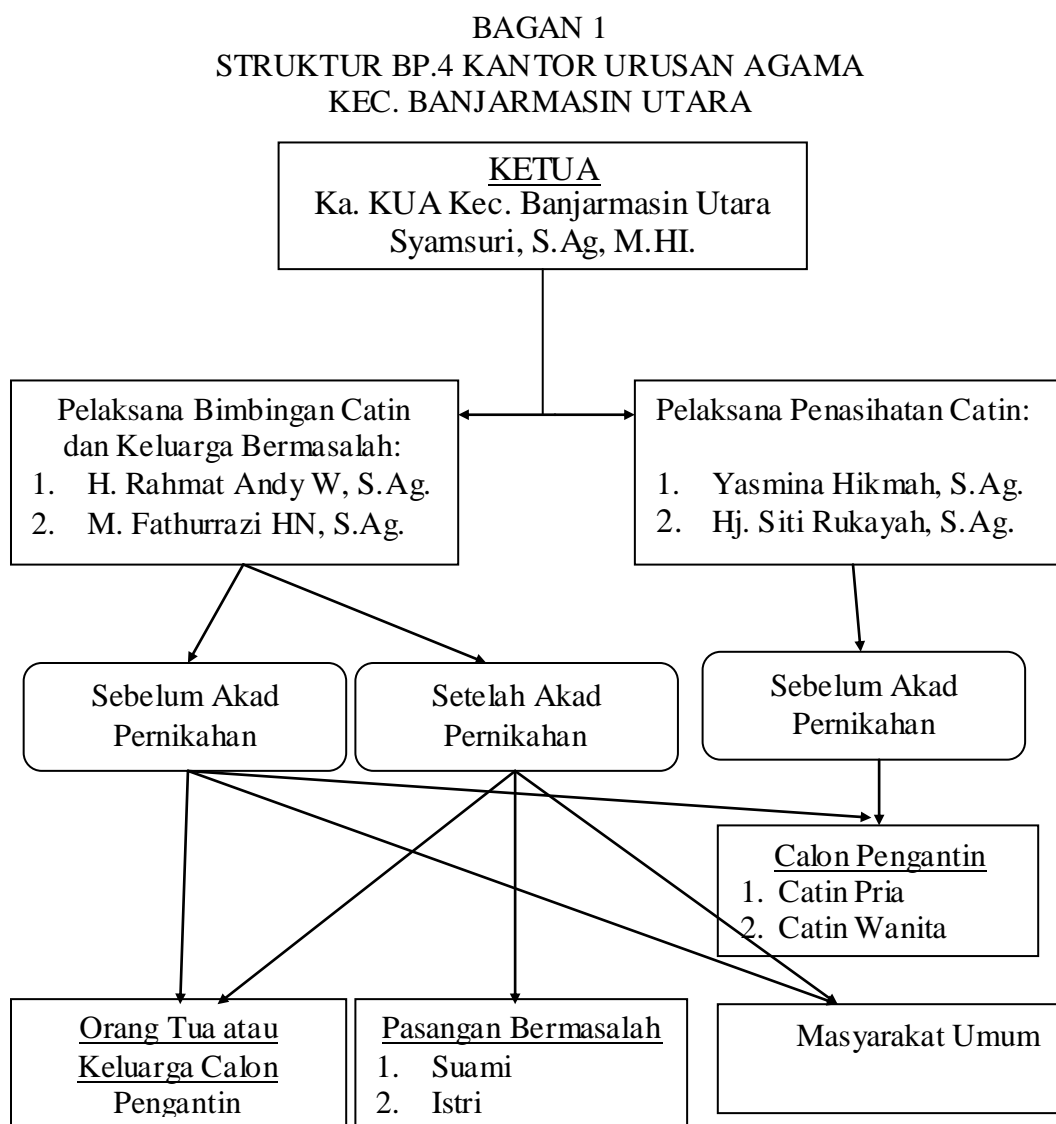 BAGAN 1
STRUKTUR BP.4 KANTOR URUSAN AGAMA
KEC. BANJARMASIN UTARA
KETUA
Ka. KUA Kec. Banjarmasin Utara
Syamsuri, S.Ag, M.HI.
Pelaksana Bimbingan Catin
dan Keluarga Bermasalah:
1. H. Rahmat Andy W, S.Ag.
2. M. Fathurrazi HN, S.Ag.
Pelaksana Penasihatan Catin:
1. Yasmina Hikmah, S.Ag.
2. Hj. Siti Rukayah, S.Ag.
Sebelum Akad
Pernikahan
Setelah Akad
Pernikahan
Sebelum Akad
Pernikahan
Calon Pengantin
1. Catin Pria
2. Catin Wanita
Orang Tua atau
Keluarga Calon
Pengantin
Pasangan Bermasalah
1. Suami
2. Istri
Masyarakat Umum